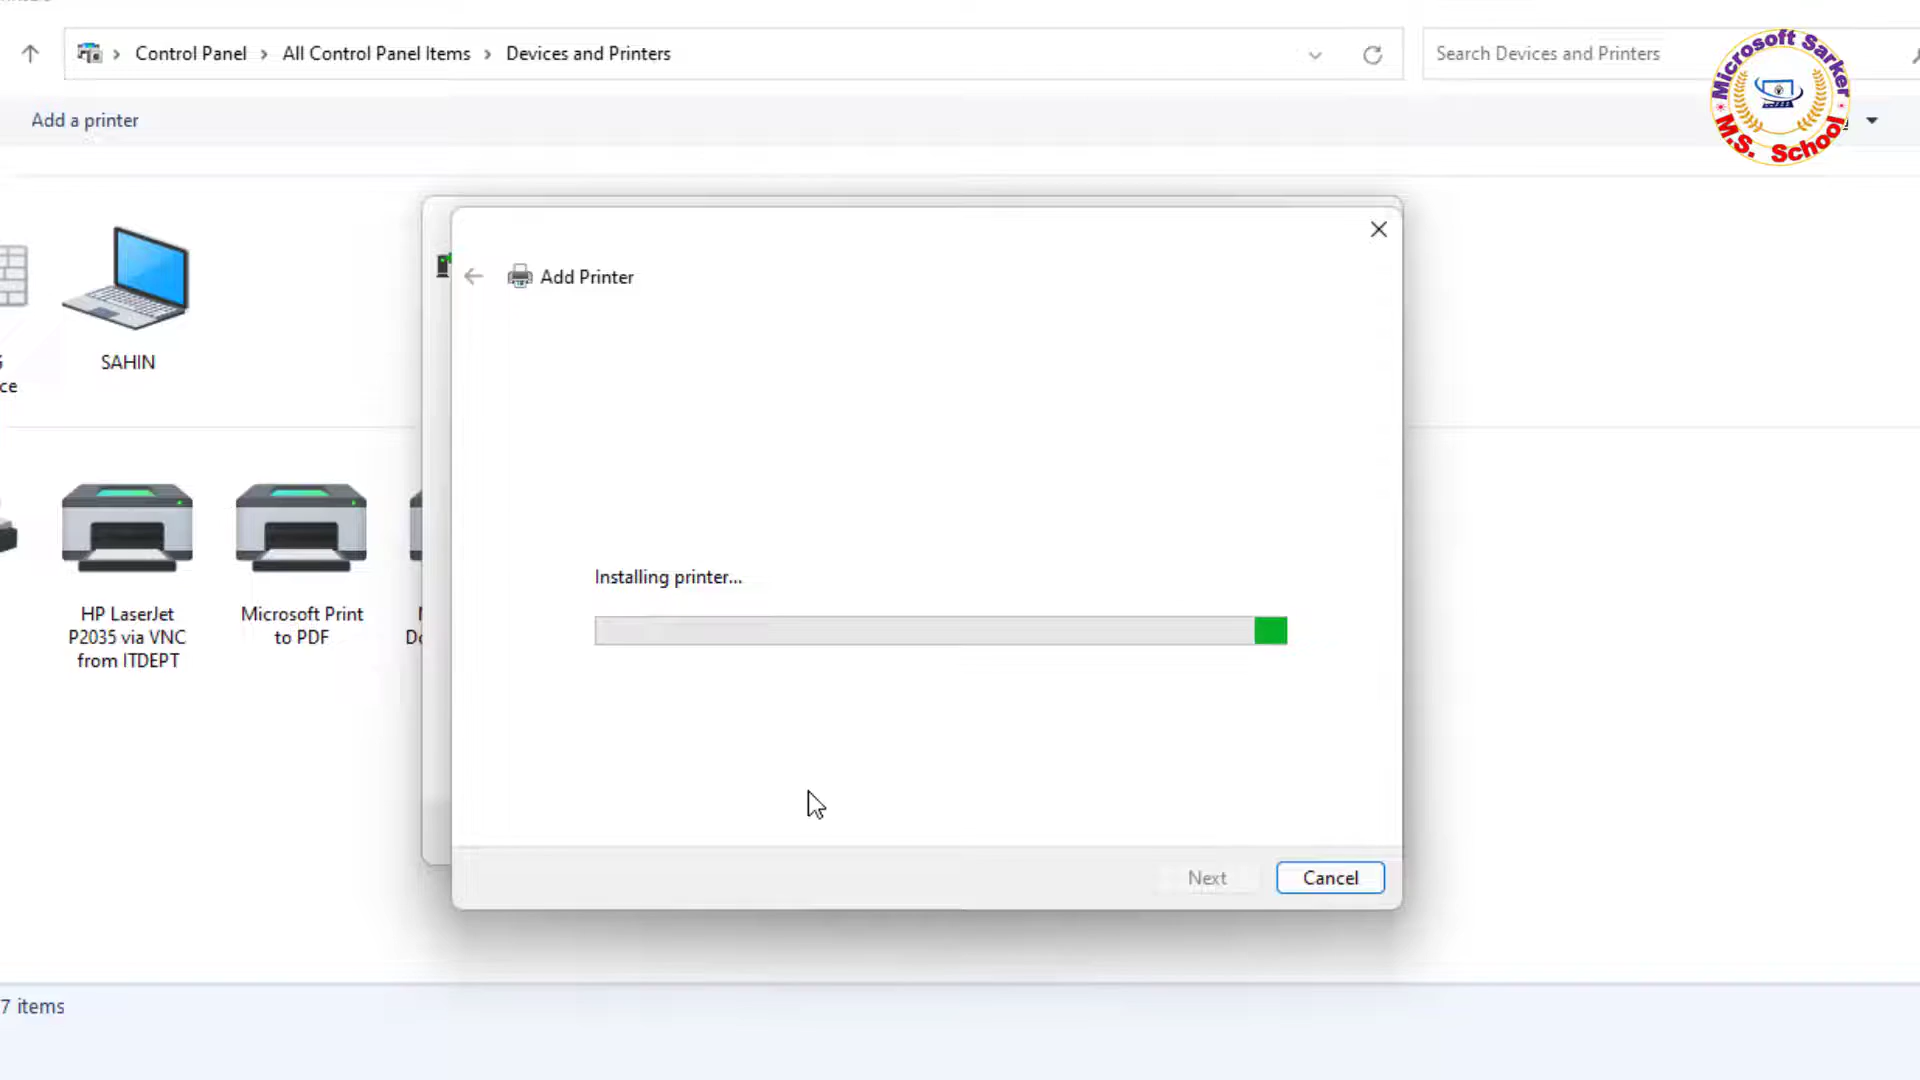 Control Panel > All Control Panel Items > Devices and Printers
Search Devices and Printers
Microsoft Sarker
M.S. School
Add a printer
Add Printer
SAHIN
ce
Installing printer...
HP LaserJet
P2035 via VNC
from ITDEPT
Microsoft Print
to PDF
Next
Cancel
7 items